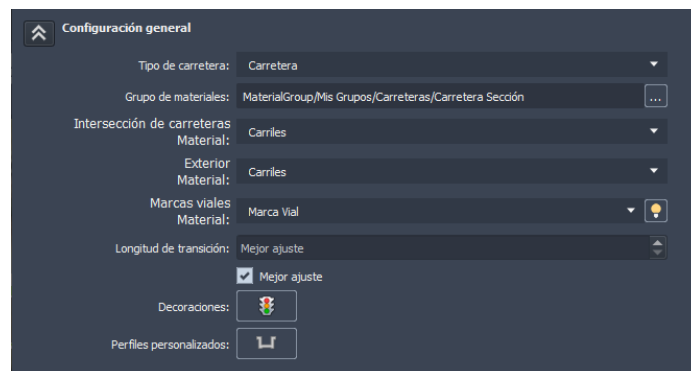 Configuración general
Tipo de carretera: Carretera
Grupo de materiales: MaterialGroup/Mis Grupos/Carreteras/Carretera Sección ...
Intersección de carreteras
Material: Carriles
Exterior
Material: Carriles
Marcas viales
Material: Marca Vial
Longitud de transición: Mejor ajuste
Mejor ajuste
Decoraciones:
Perfiles personalizados: